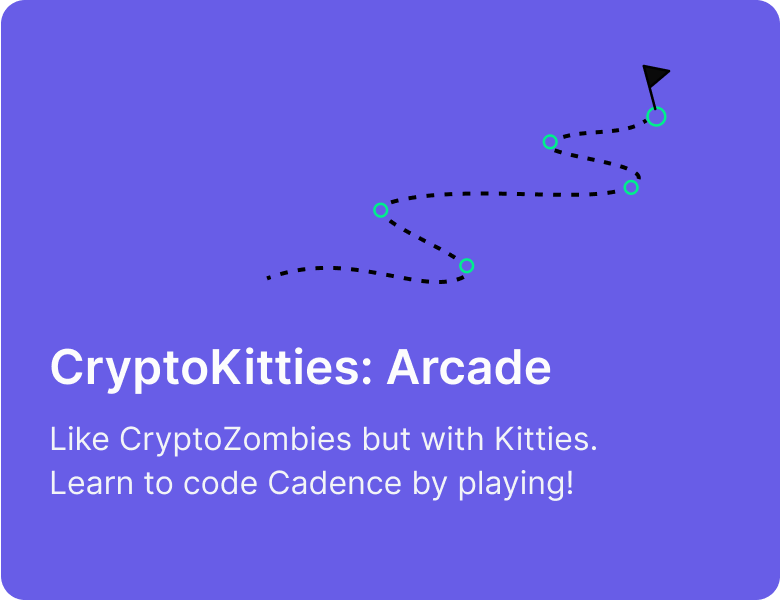 CryptoKitties: Arcade
Like CryptoZombies but with Kitties.
Learn to code Cadence by playing!